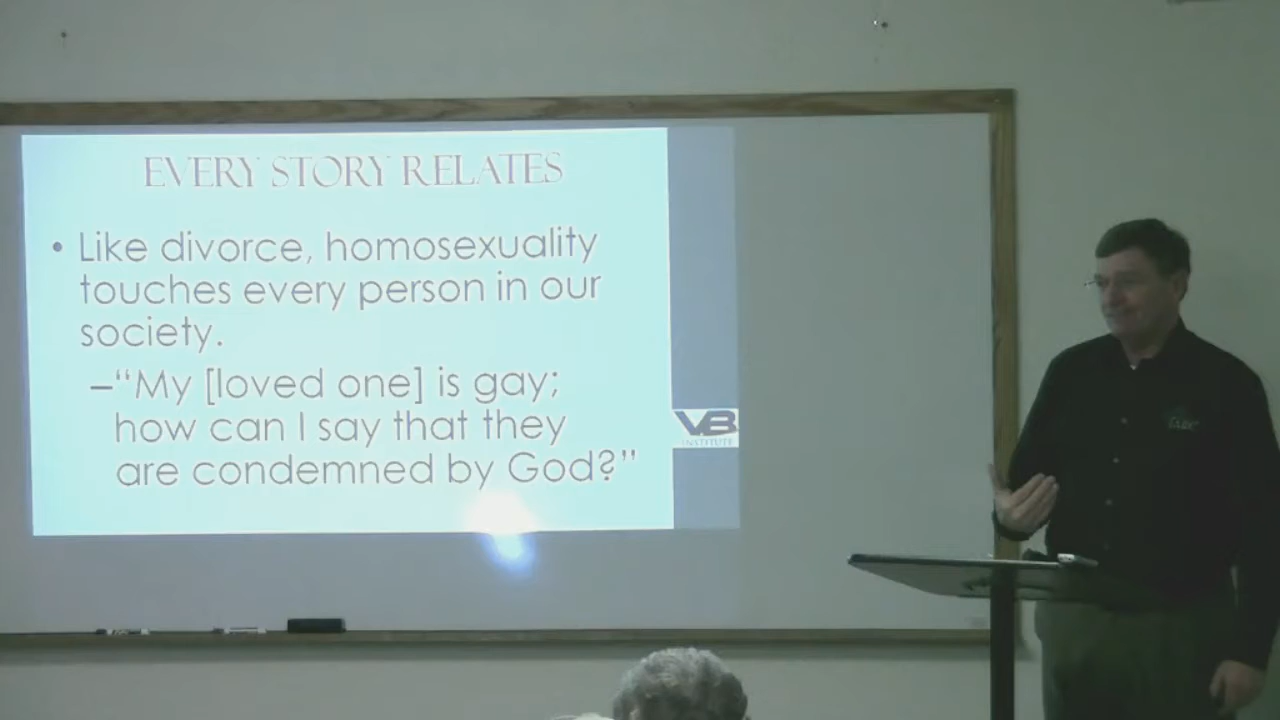 EVERY STORY RELATES
• Like divorce, homosexuality
touches every person in our
society.
–“My [loved one] is gay;
how can I say that they
are condemned by God?”
VB
INSTITUTE